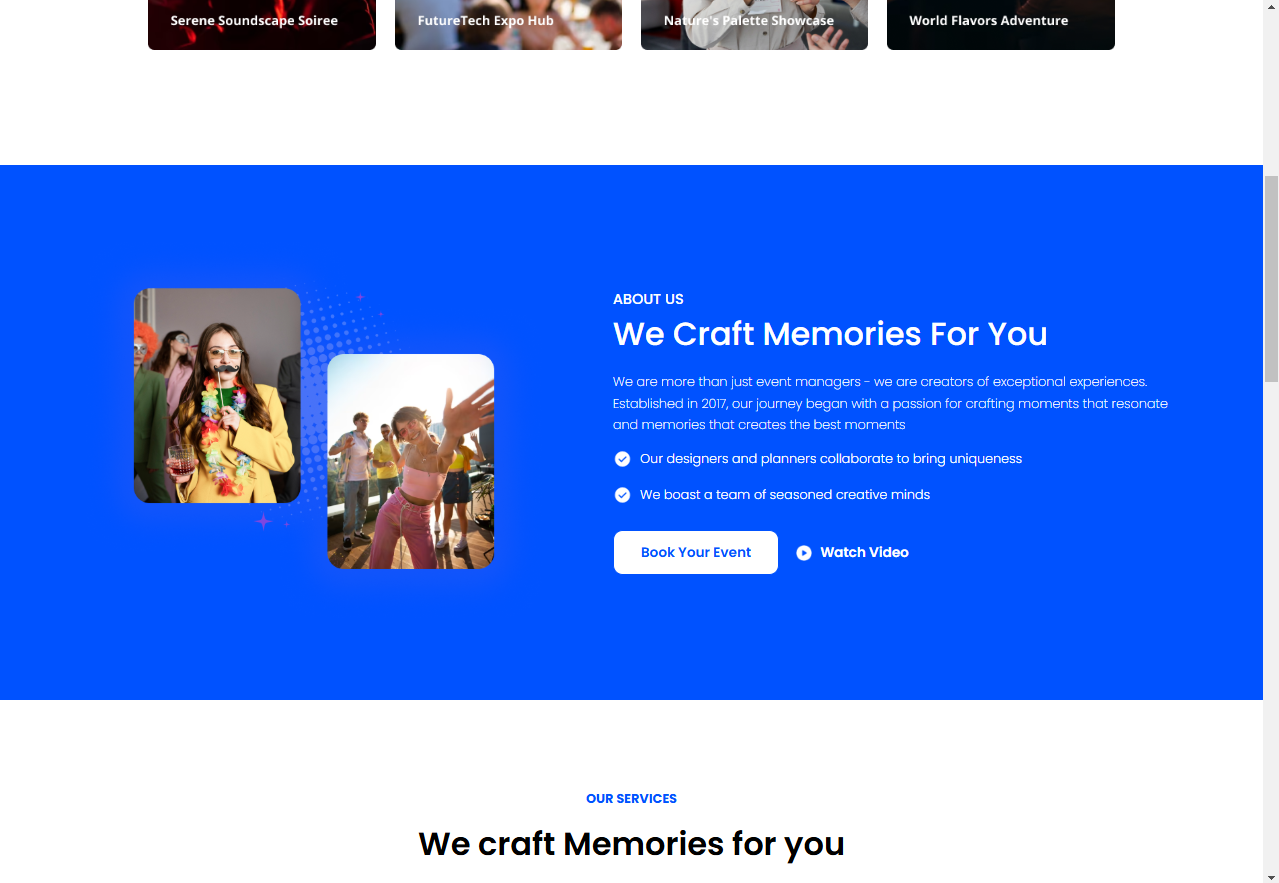 Serene Soundscape Soiree
FutureTech Expo Hub
Nature's Palette Showcase
World Flavors Adventure
ABOUT US
We Craft Memories For You
We are more than just event managers - we are creators of exceptional experiences.
Established in 2017, our journey began with a passion for crafting moments that resonate
and memories that creates the best moments
Our designers and planners collaborate to bring uniqueness
We boast a team of seasoned creative minds
Book Your Event
Watch Video
OUR SERVICES
We craft Memories for you